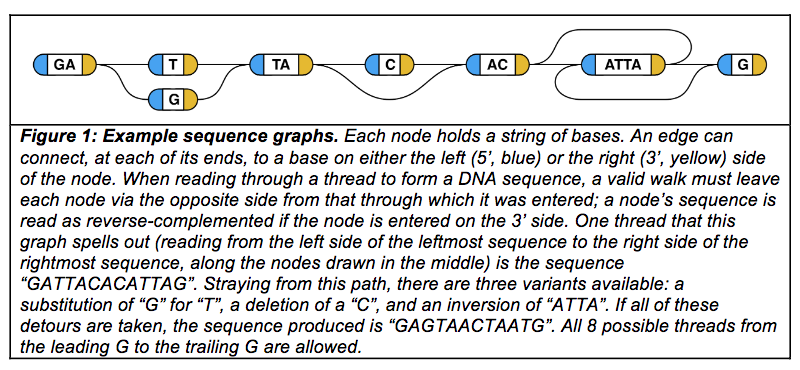 GA T TA C AC ATTA G
G
Figure 1: Example sequence graphs. Each node holds a string of bases. An edge can
connect, at each of its ends, to a base on either the left (5’, blue) or the right (3’, yellow) side
of the node. When reading through a thread to form a DNA sequence, a valid walk must leave
each node via the opposite side from that through which it was entered; a node’s sequence is
read as reverse-complemented if the node is entered on the 3’ side. One thread that this
graph spells out (reading from the left side of the leftmost sequence to the right side of the
rightmost sequence, along the nodes drawn in the middle) is the sequence
“GATTACACATTAG”. Straying from this path, there are three variants available: a
substitution of “G” for “T”, a deletion of a “C”, and an inversion of “ATTA”. If all of these
detours are taken, the sequence produced is “GAGTAACTAATG”. All 8 possible threads from
the leading G to the trailing G are allowed.